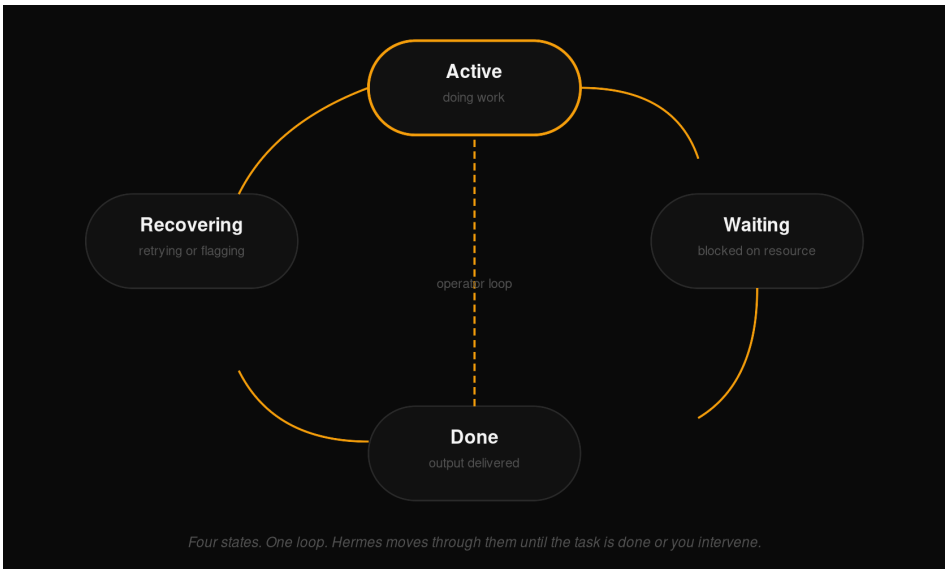 Active
doing work
Recovering
retrying or flagging
Waiting
blocked on resource
operator loop
Done
output delivered
Four states. One loop. Hermes moves through them until the task is done or you intervene.